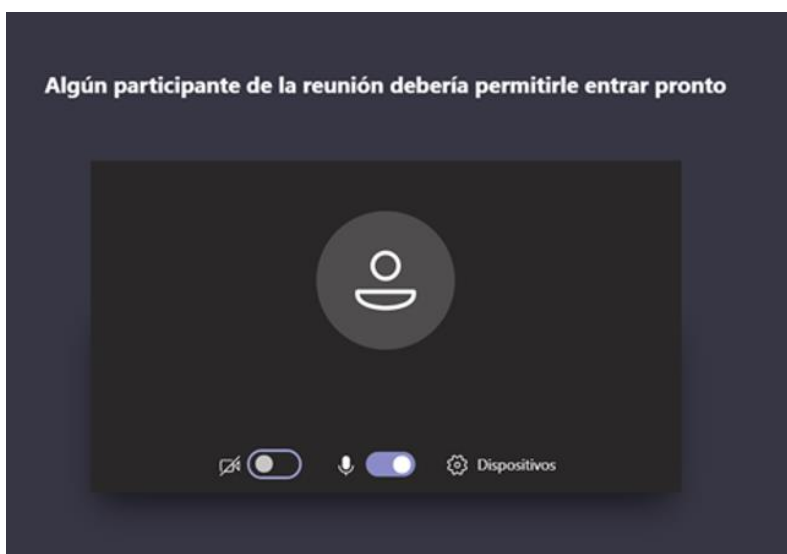 Algún participante de la reunión debería permitirle entrar pronto
Dispositivos